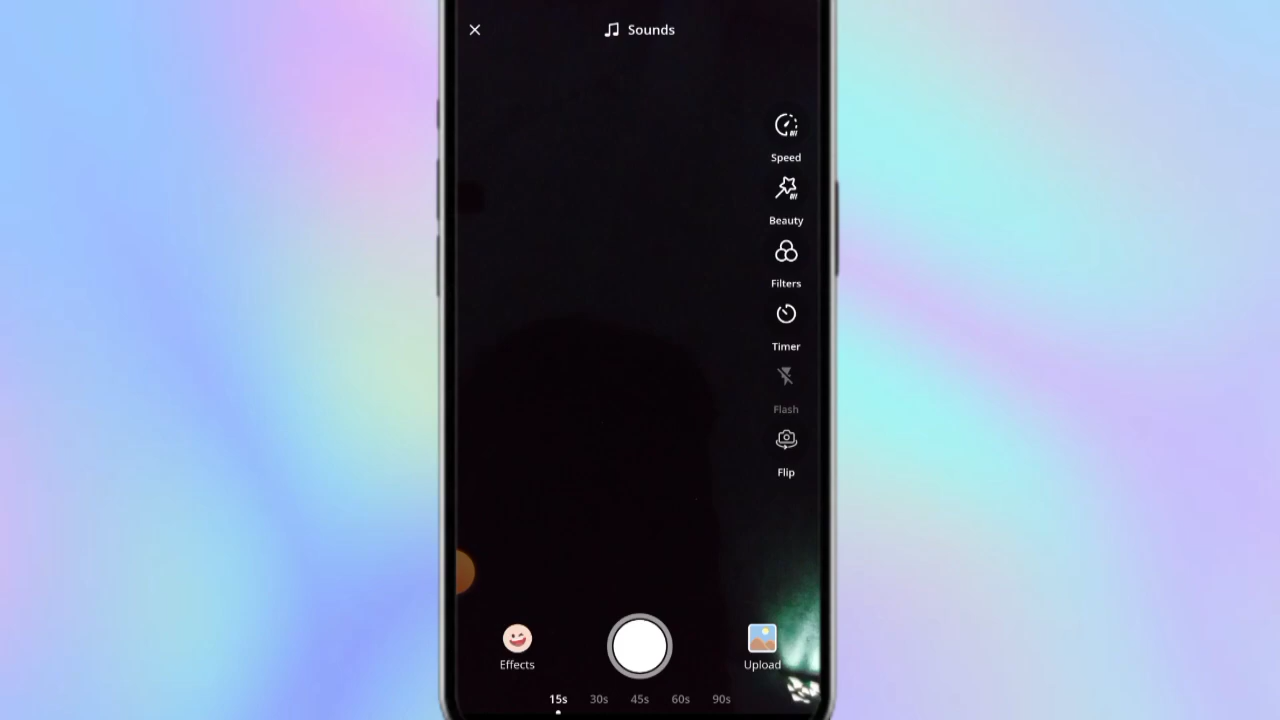 Sounds
Speed
Beauty
Filters
Timer
Flash
Flip
Effects
Upload
15s 30s 45s 60s 90s